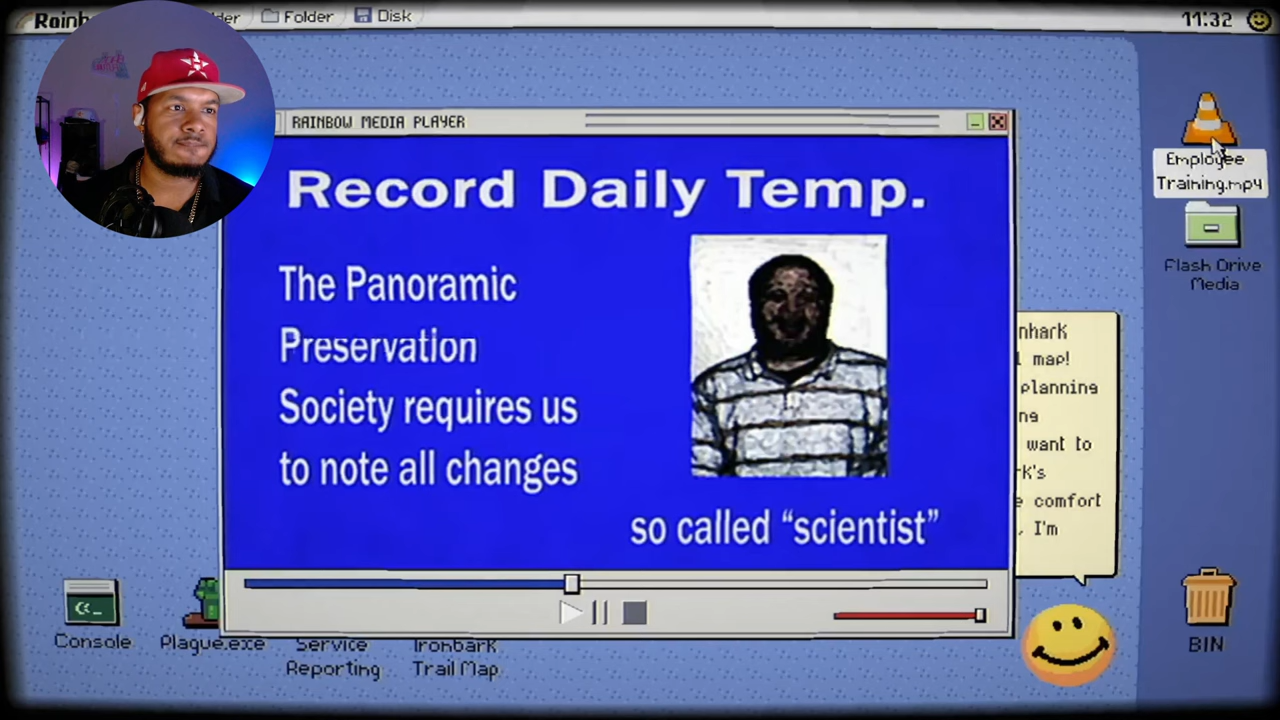 Folder
Disk
11:32
RAINBOW MEDIA PLAYER
Record Daily Temp.
The Panoramic
Preservation
Society requires us
to note all changes
so called “scientist”
Employee
Training.mp4
Flash Drive
Media
map!
planning
want to
comfort
I'm
Console
Plague.exe
Service
Reporting
Ironbark
Trail Map
BIN